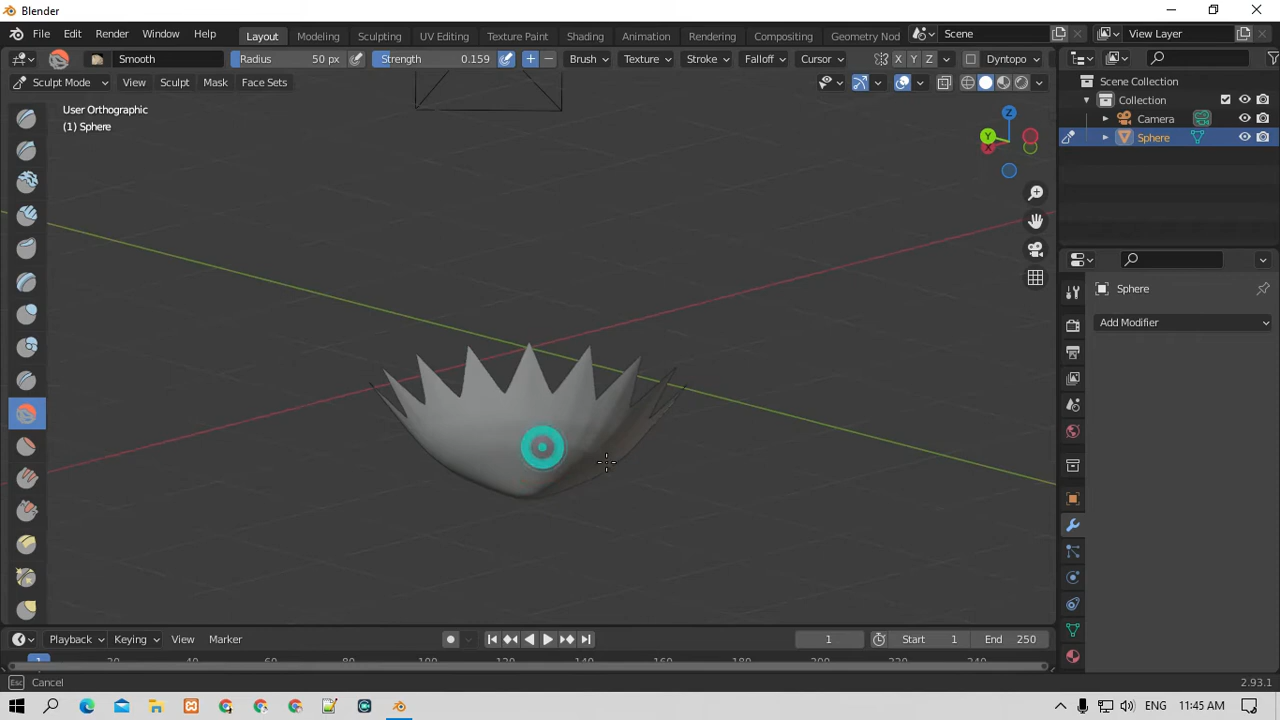 Blender
File Edit Render Window Help Layout Modeling Sculpting UV Editing Texture Paint Shading Animation Rendering Compositing Geometry Nod Scene View Layer
Smooth Radius 50 px Strength 0.159 Brush Texture Stroke Falloff Cursor X Y Z Dyntopo
Sculpt Mode View Sculpt Mask Face Sets
Scene Collection
Collection
Camera
Sphere
User Orthographic
(1) Sphere
Z
Y
X
Sphere
Add Modifier
Playback Keying View Marker 1 Start 1 End 250
Cancel 2.93.1
ENG 11:45 AM